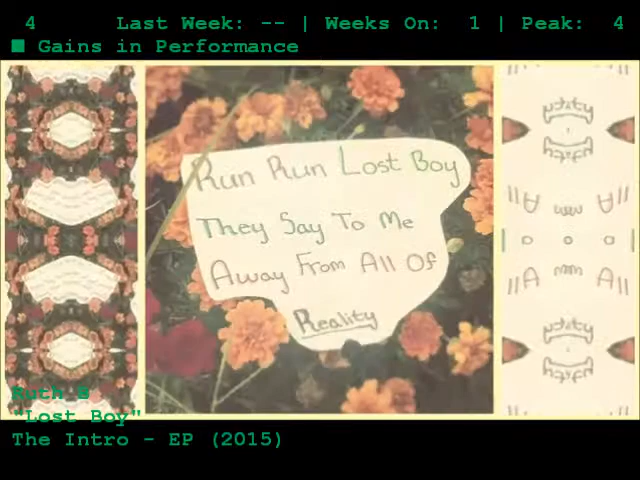 4 Last Week: -- | Weeks On: 1 | Peak: 4
■ Gains in Performance
Run Run Lost Boy
They Say To Me
Away From All Of
Reality
Ruth B
"Lost Boy"
The Intro - EP (2015)